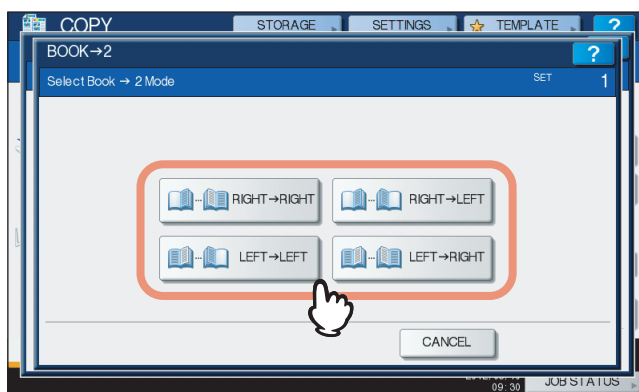 COPY STORAGE SETTINGS TEMPLATE ?
BOOK→2 ?
Select Book → 2 Mode SET 1
RIGHT→RIGHT RIGHT→LEFT
LEFT→LEFT LEFT→RIGHT
CANCEL
09:30 JOB STATUS